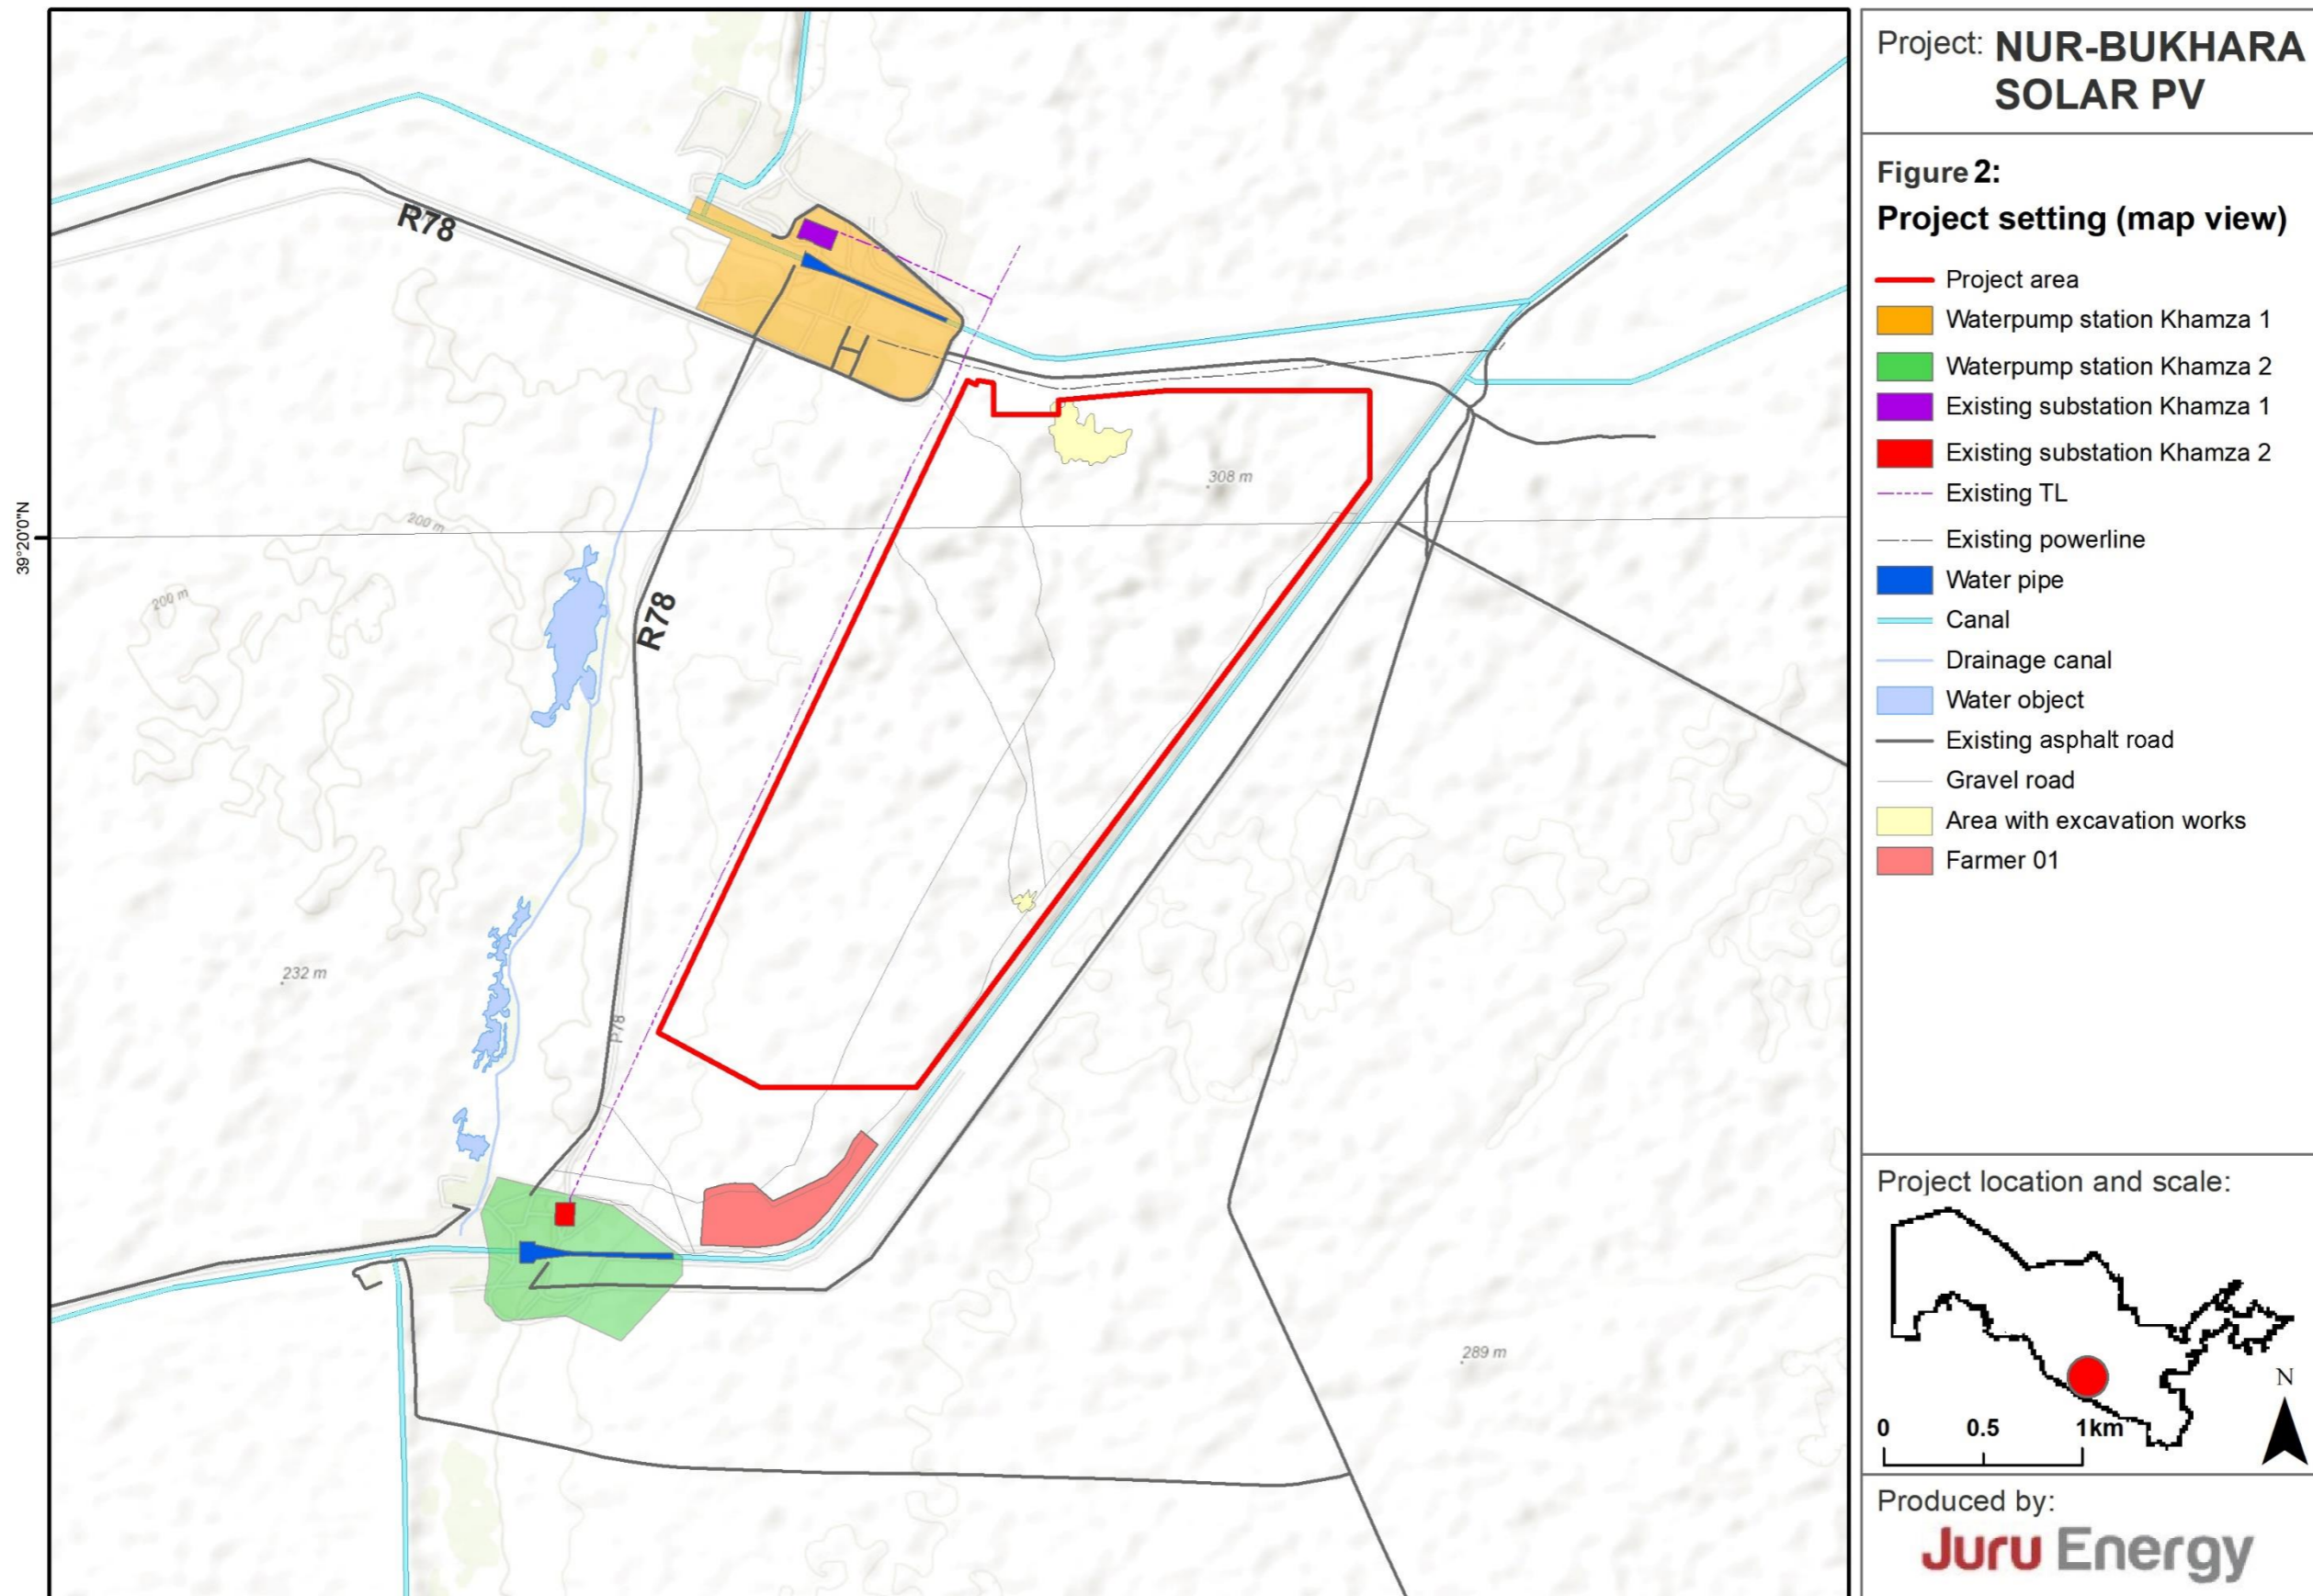 R78
200 m
39°20'0"N
200 m
308 m
R78
232 m
P78
289 m
Project: NUR-BUKHARA
SOLAR PV
Figure 2:
Project setting (map view)
Project area
Waterpump station Khamza 1
Waterpump station Khamza 2
Existing substation Khamza 1
Existing substation Khamza 2
Existing TL
Existing powerline
Water pipe
Canal
Drainage canal
Water object
Existing asphalt road
Gravel road
Area with excavation works
Farmer 01
Project location and scale:
N
0 0.5 1km
Produced by:
Juru Energy